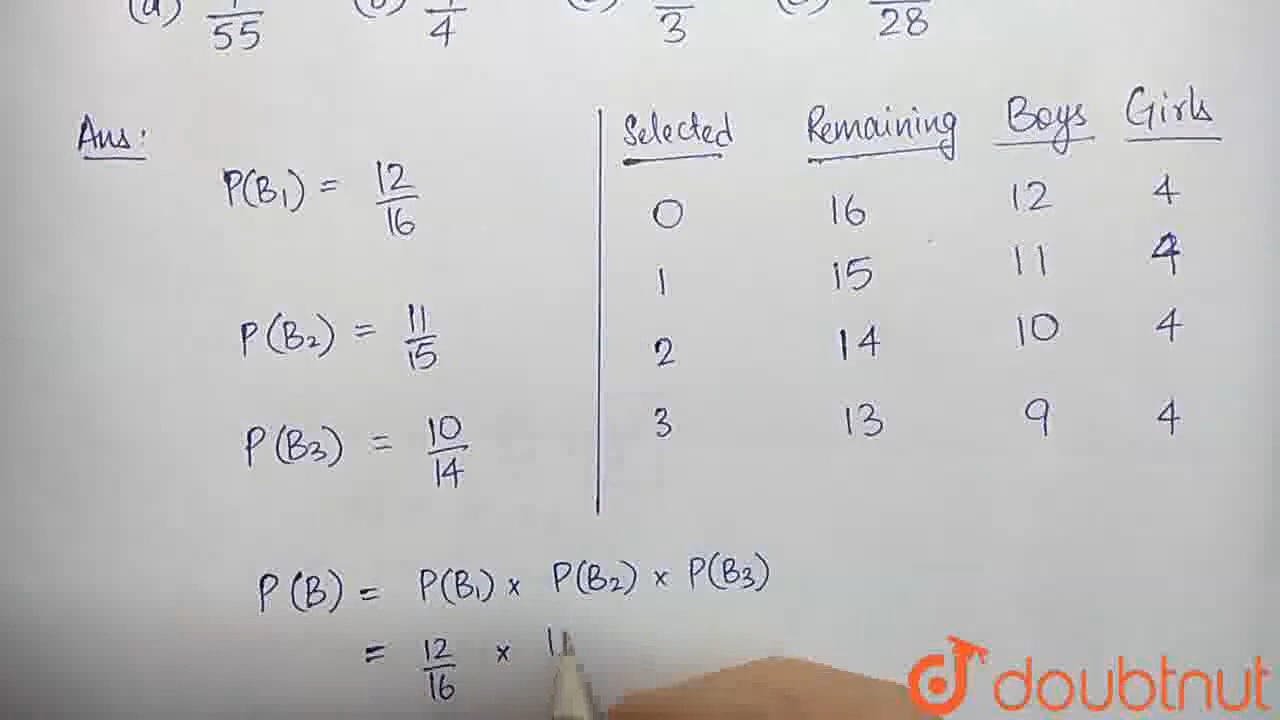 (a) 55 (b) 4 3 28
Ans:
P(B₁) = 12/16
P(B₂) = 11/15
P(B₃) = 10/14
Selected Remaining Boys Girls
0 16 12 4
1 15 11 4
2 14 10 4
3 13 9 4
P(B) = P(B₁) × P(B₂) × P(B₃)
= 12/16 ×
doubtnut